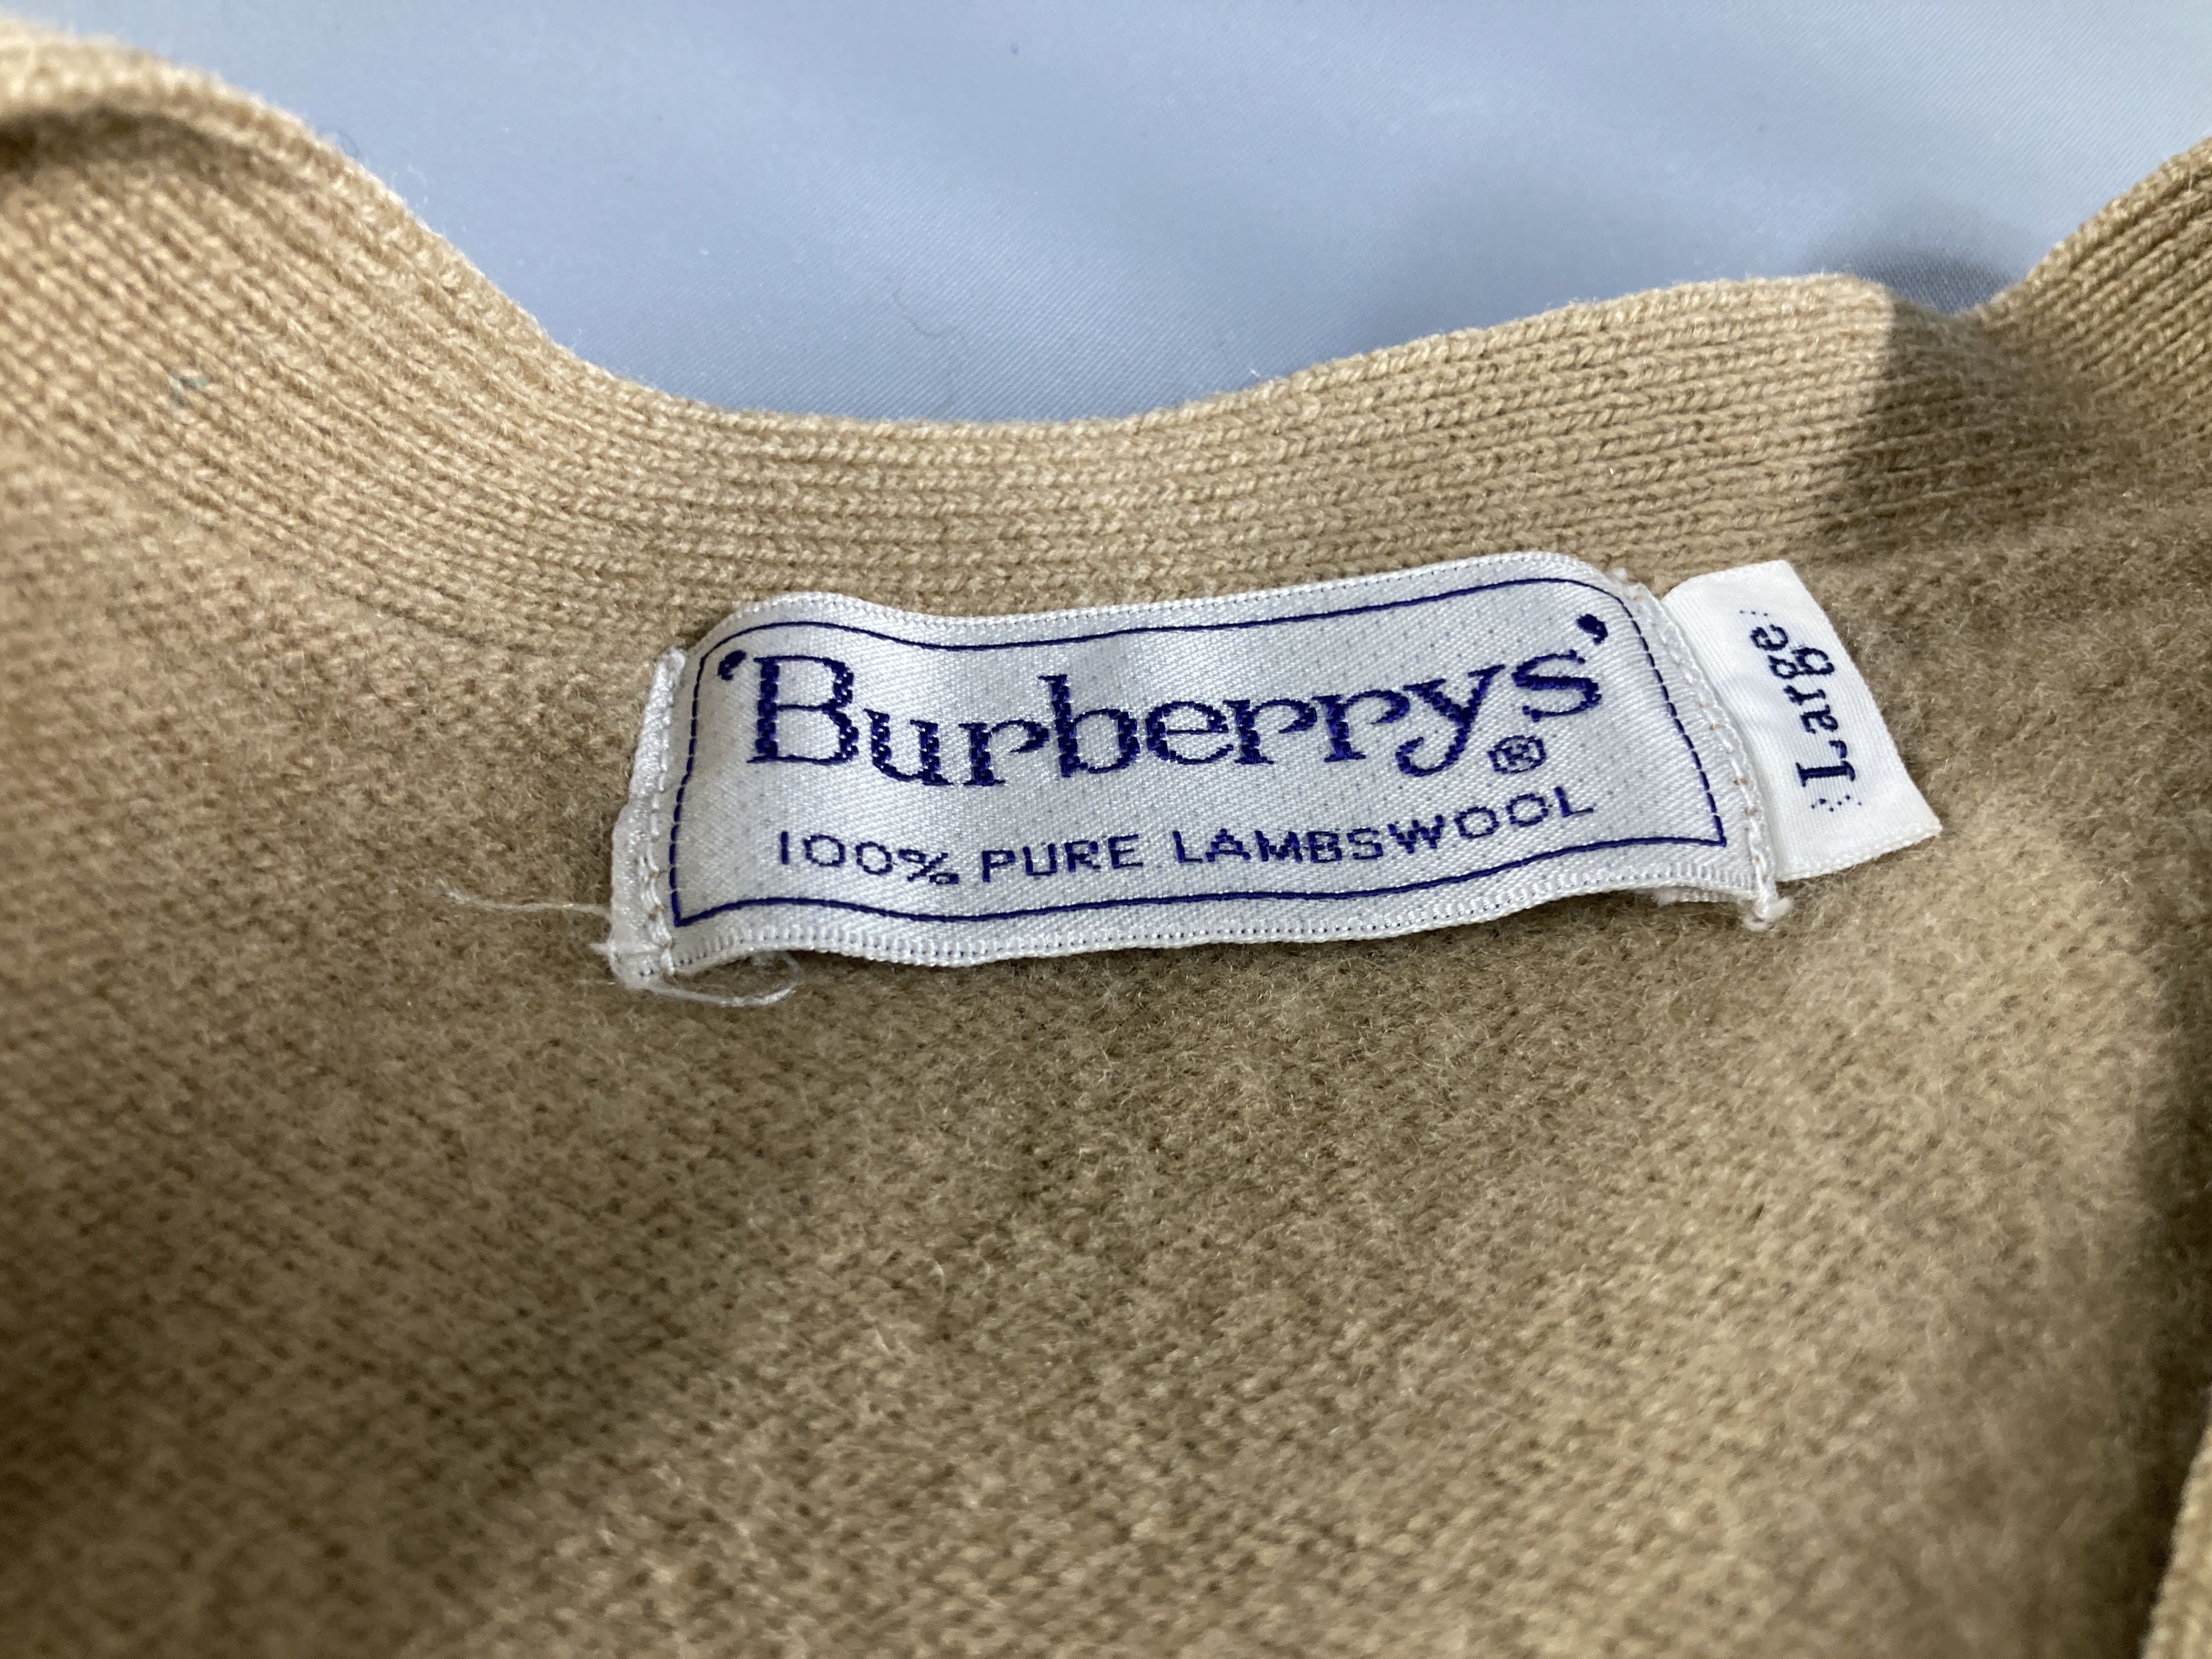 'Burberrys'®
100% PURE LAMBSWOOL
Large